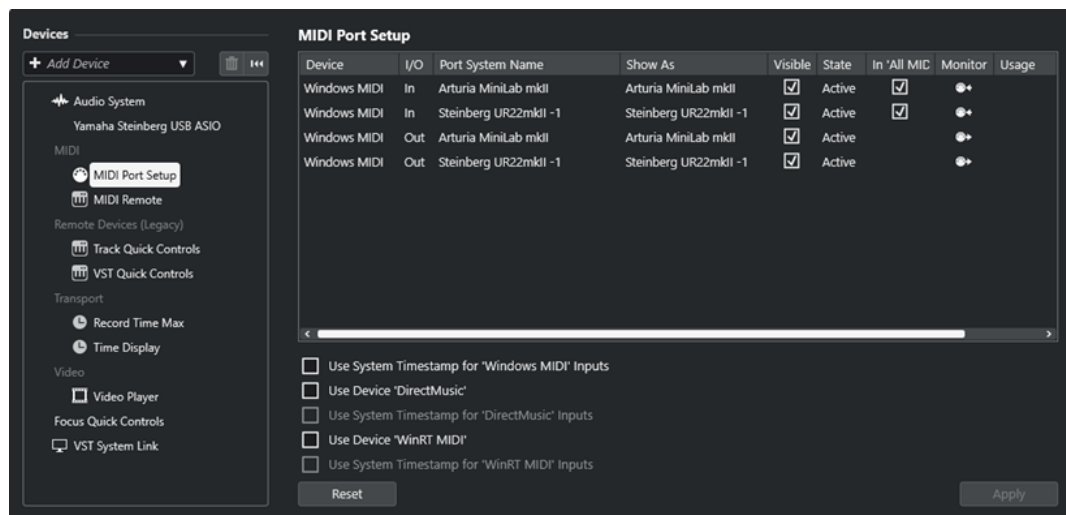 Devices
+ Add Device
Audio System
Yamaha Steinberg USB ASIO
MIDI
MIDI Port Setup
MIDI Remote
Remote Devices (Legacy)
Track Quick Controls
VST Quick Controls
Transport
Record Time Max
Time Display
Video
Video Player
Focus Quick Controls
VST System Link
MIDI Port Setup
Device I/O Port System Name Show As Visible State In 'All MIC Monitor Usage
Windows MIDI In Arturia MiniLab mkII Arturia MiniLab mkII Active
Windows MIDI In Steinberg UR22mkII -1 Steinberg UR22mkII -1 Active
Windows MIDI Out Arturia MiniLab mkII Arturia MiniLab mkII Active
Windows MIDI Out Steinberg UR22mkII -1 Steinberg UR22mkII -1 Active
Use System Timestamp for 'Windows MIDI' Inputs
Use Device 'DirectMusic'
Use System Timestamp for 'DirectMusic' Inputs
Use Device 'WinRT MIDI'
Use System Timestamp for 'WinRT MIDI' Inputs
Reset
Apply